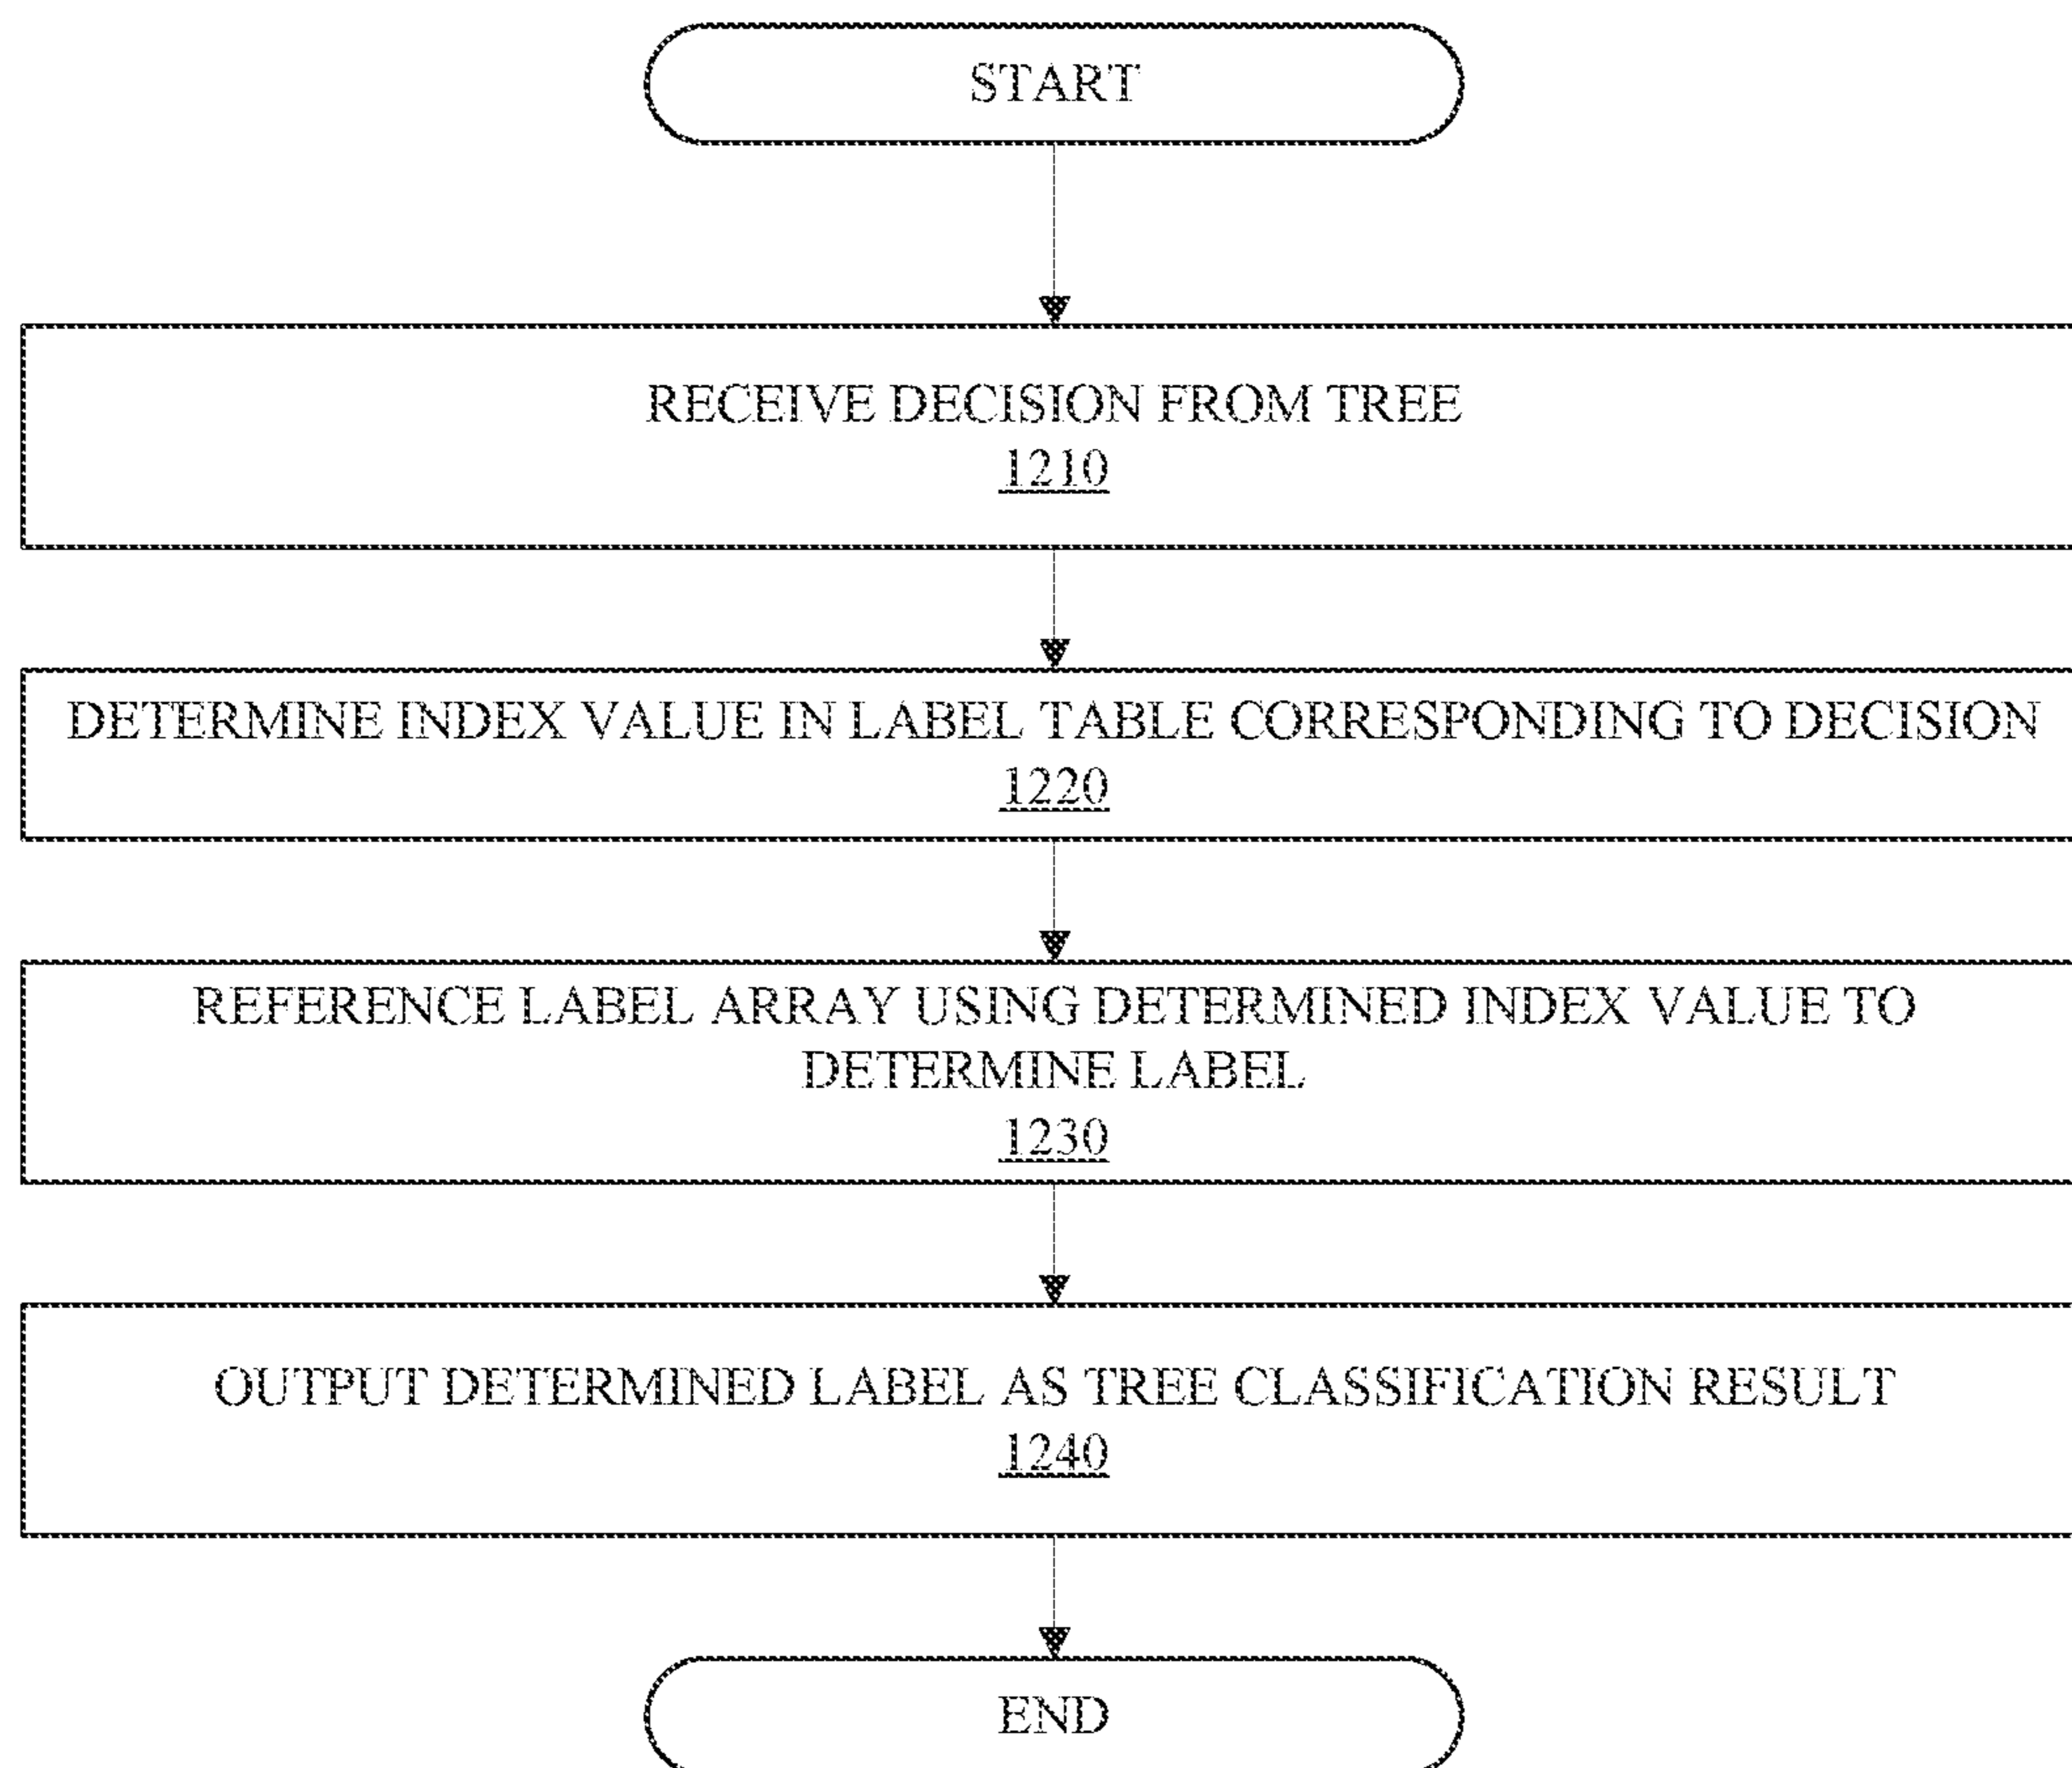 START
RECEIVE DECISION FROM TREE
1210
DETERMINE INDEX VALUE IN LABEL TABLE CORRESPONDING TO DECISION
1220
REFERENCE LABEL ARRAY USING DETERMINED INDEX VALUE TO
DETERMINE LABEL
1230
OUTPUT DETERMINED LABEL AS TREE CLASSIFICATION RESULT
1240
END